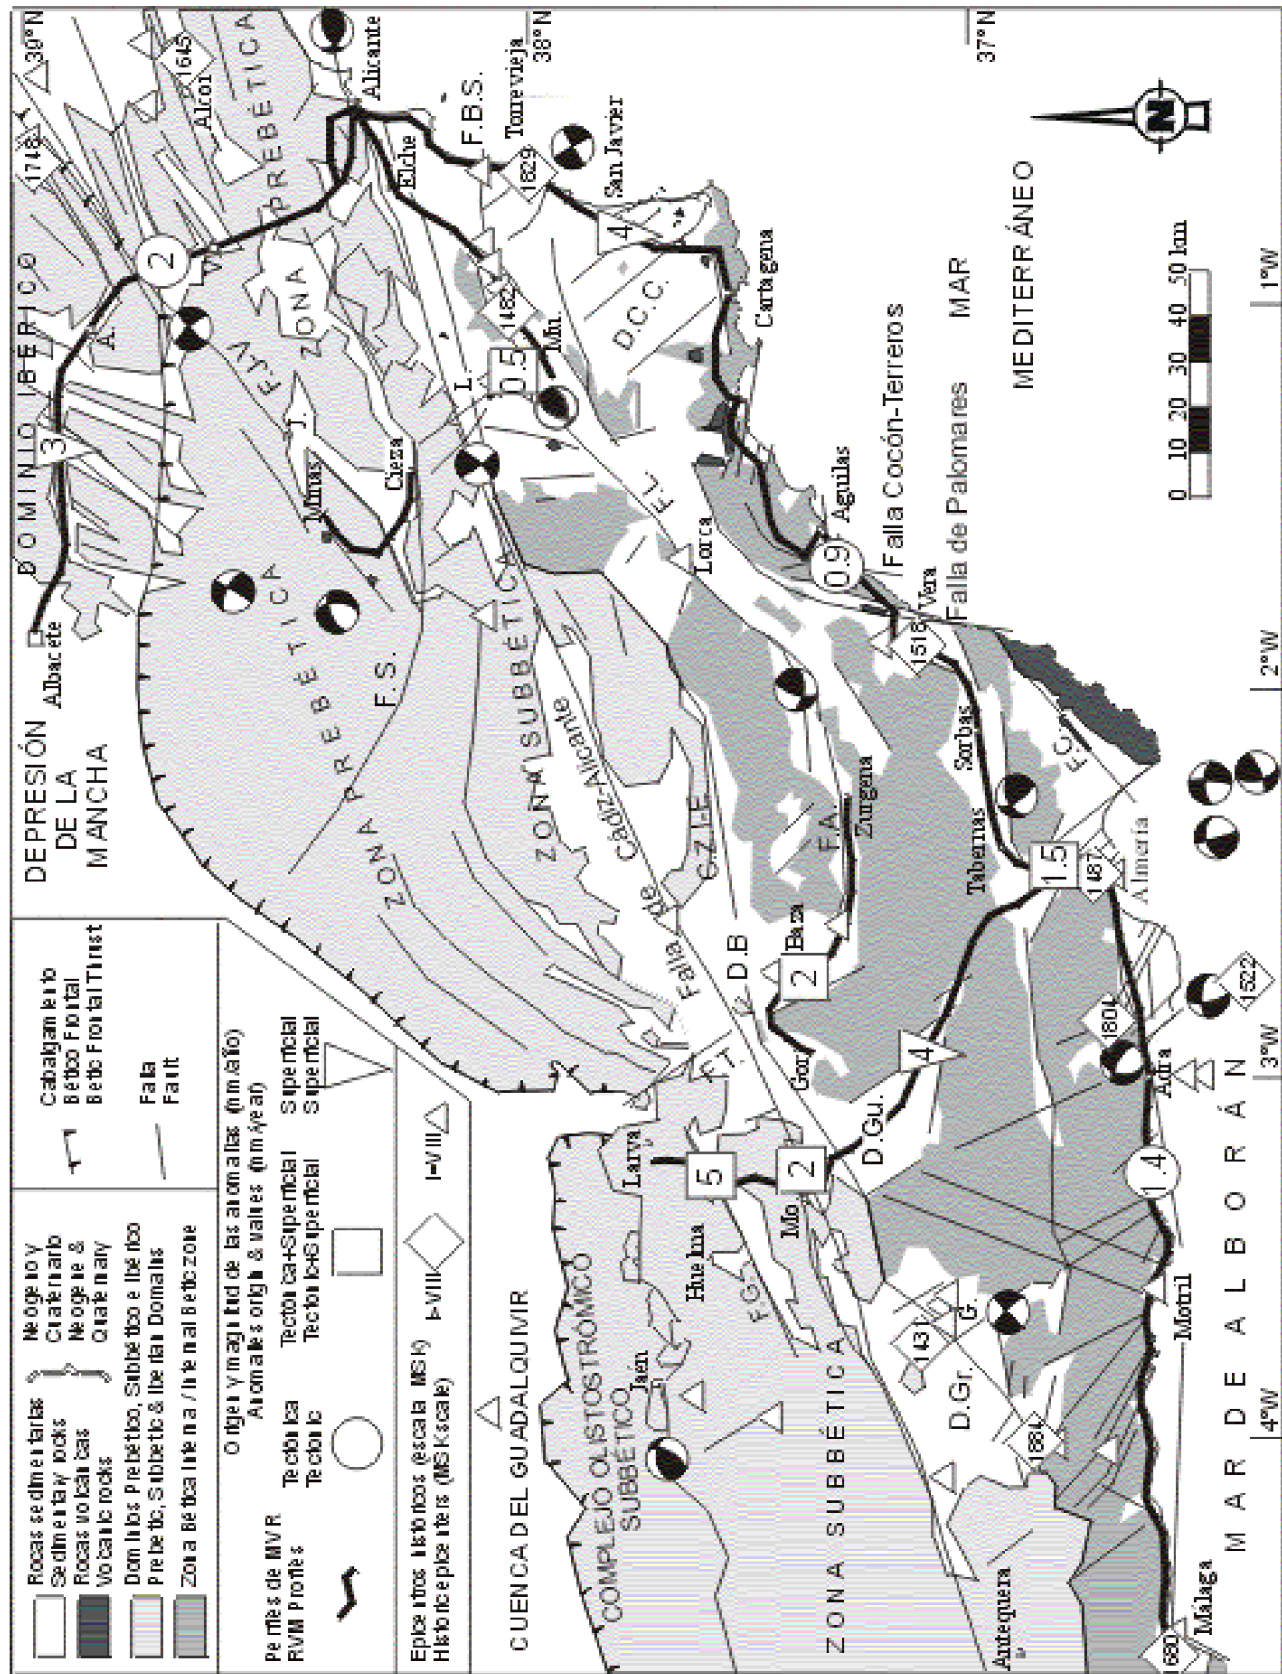 Rocas sedimentarias
Sedimentary rocks
Neógeno y
Cuaternario
Neogene &
Quaternary
Rocas volcánicas
Volcanic rocks
Dominios Prebético, Subbético e Ibérico
Prebetic, Subbetic & Iberian Domains
Zona Bética Interna / Internal Betic zone
Cabalgamiento
Bético Frontal
Betic Frontal Thrust
Falla
Fault
Origen y magnitud de las anomalías (mm/año)
Anomalies origin & values (mm/year)
Perfiles de MVR
RVM Profiles
Tectónica
Tectonic
Tectónica+Superficial
Tectonic+Superficial
Superficial
Superficial
Epicentros históricos (escala MSK)
Historic epicenters (MSK scale)
I>VIII
I=VIII
DEPRESIÓN
DE LA
MANCHA
Albacete
DOMINIO IBERICO
3
A.
2
1748
39°N
1645
Alcoi
ZONA PREBÉTICA
ZONA PREBÉTICA
F.J.V
J.
Minas
Cieza
F.S.
Alicante
Elche
F.B.S.
Torrevieja
38°N
1829
San Javier
4
1482
Mu.
0.5
D.C.C.
Cartagena
ZONA SUBBÉTICA
Falla de Cádiz-Alicante
C.Z.I.E.
F.L.
Lorca
Aguilas
0.9
Falla Cocón-Terreros
Vera
Falla de Palomares
1518
MAR
MEDITERRÁNEO
37°N
N
0 10 20 30 40 50 km
1°W
2°W
3°W
4°W
CUENCA DEL GUADALQUIVIR
COMPLEJO OLISTOSTRÓMICO
SUBBÉTICO
Jaén
Larva
5
Huelma
F.G.
F.T.
2
Mo.
D.B
Baza
2
Gor
F.A.
Zurgena
D.Gu.
4
Sorbas
Tabernas
F.C.
1.5
1487
Almería
ZONA SUBBÉTICA
1431
G.
D.Gr.
1884
Antequera
1804
Adra
1522
1.4
Motril
1680
Málaga
MAR DE ALBORÁN